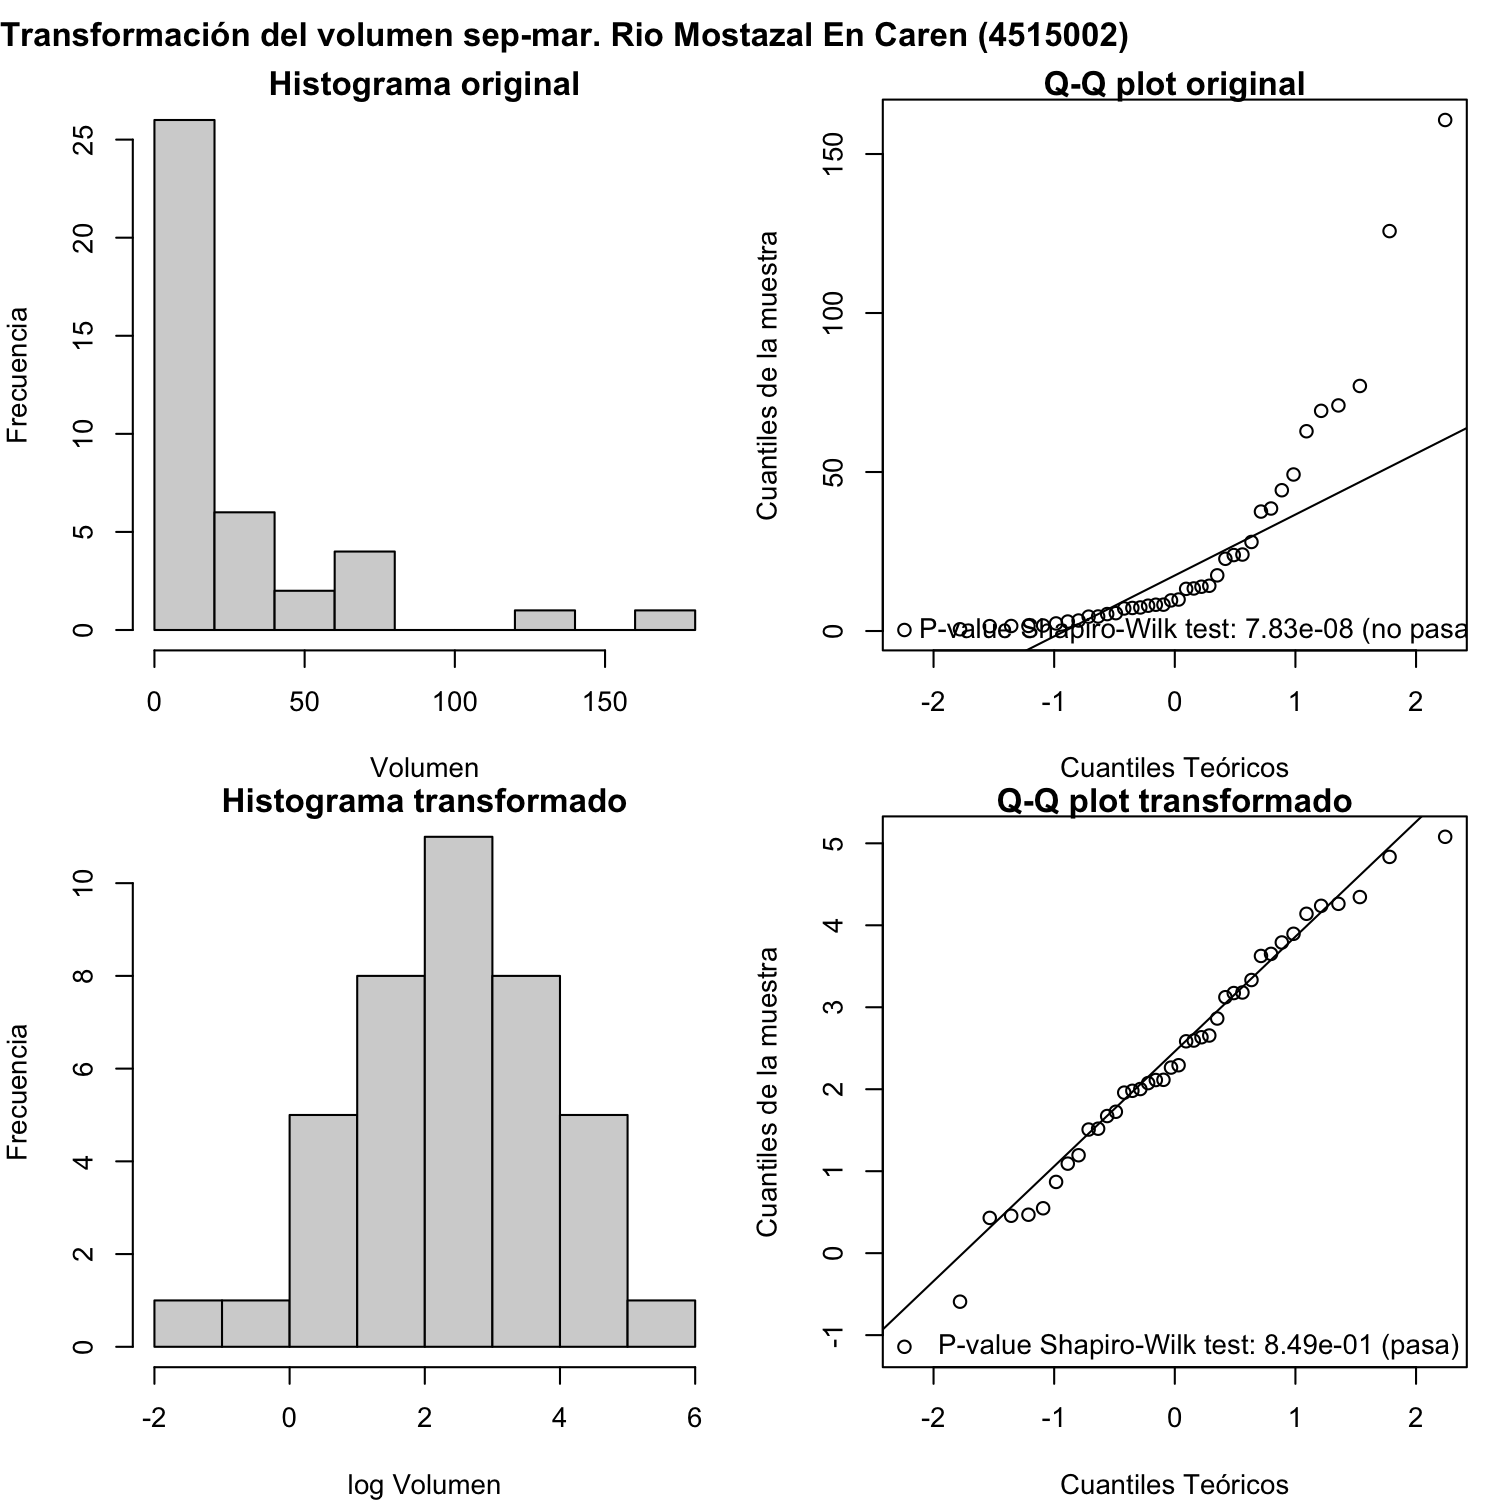 Transformación del volumen sep-mar. Rio Mostazal En Caren (4515002)
Histograma original
Frecuencia
25
20
15
10
5
0
0 50 100 150
Volumen
Q-Q plot original
Cuantiles de la muestra
150
100
50
0
P-value Shapiro-Wilk test: 7.83e-08 (no pasa
-2 -1 0 1 2
Cuantiles Teóricos
Histograma transformado
Frecuencia
10
8
6
4
2
0
-2 0 2 4 6
log Volumen
Q-Q plot transformado
Cuantiles de la muestra
5
4
3
2
1
0
-1
P-value Shapiro-Wilk test: 8.49e-01 (pasa)
-2 -1 0 1 2
Cuantiles Teóricos